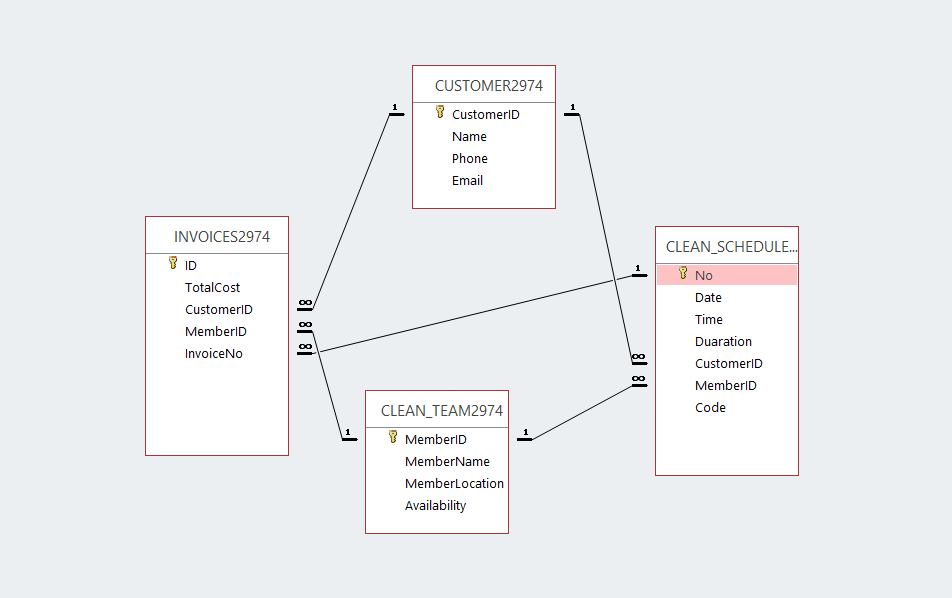 CUSTOMER2974
CustomerID
Name
Phone
Email
INVOICES2974
ID
TotalCost
CustomerID
MemberID
InvoiceNo
CLEAN_SCHEDULE...
No
Date
Time
Duaration
CustomerID
MemberID
Code
CLEAN_TEAM2974
MemberID
MemberName
MemberLocation
Availability
1
1
∞
∞
∞
1
∞
∞
1
1